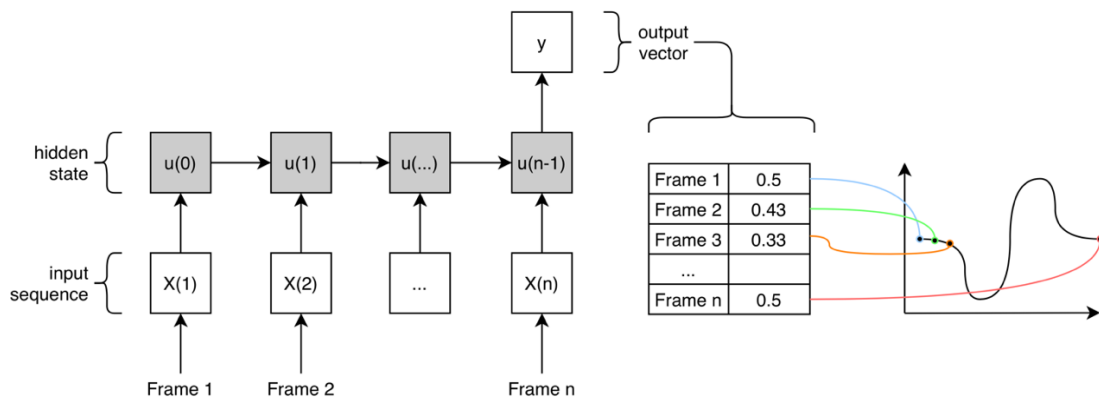 y
output
vector
hidden
state
u(0)
u(1)
u(...)
u(n-1)
input
sequence
X(1)
X(2)
...
X(n)
Frame 1
Frame 2
Frame n
Frame 1 0.5
Frame 2 0.43
Frame 3 0.33
...
Frame n 0.5